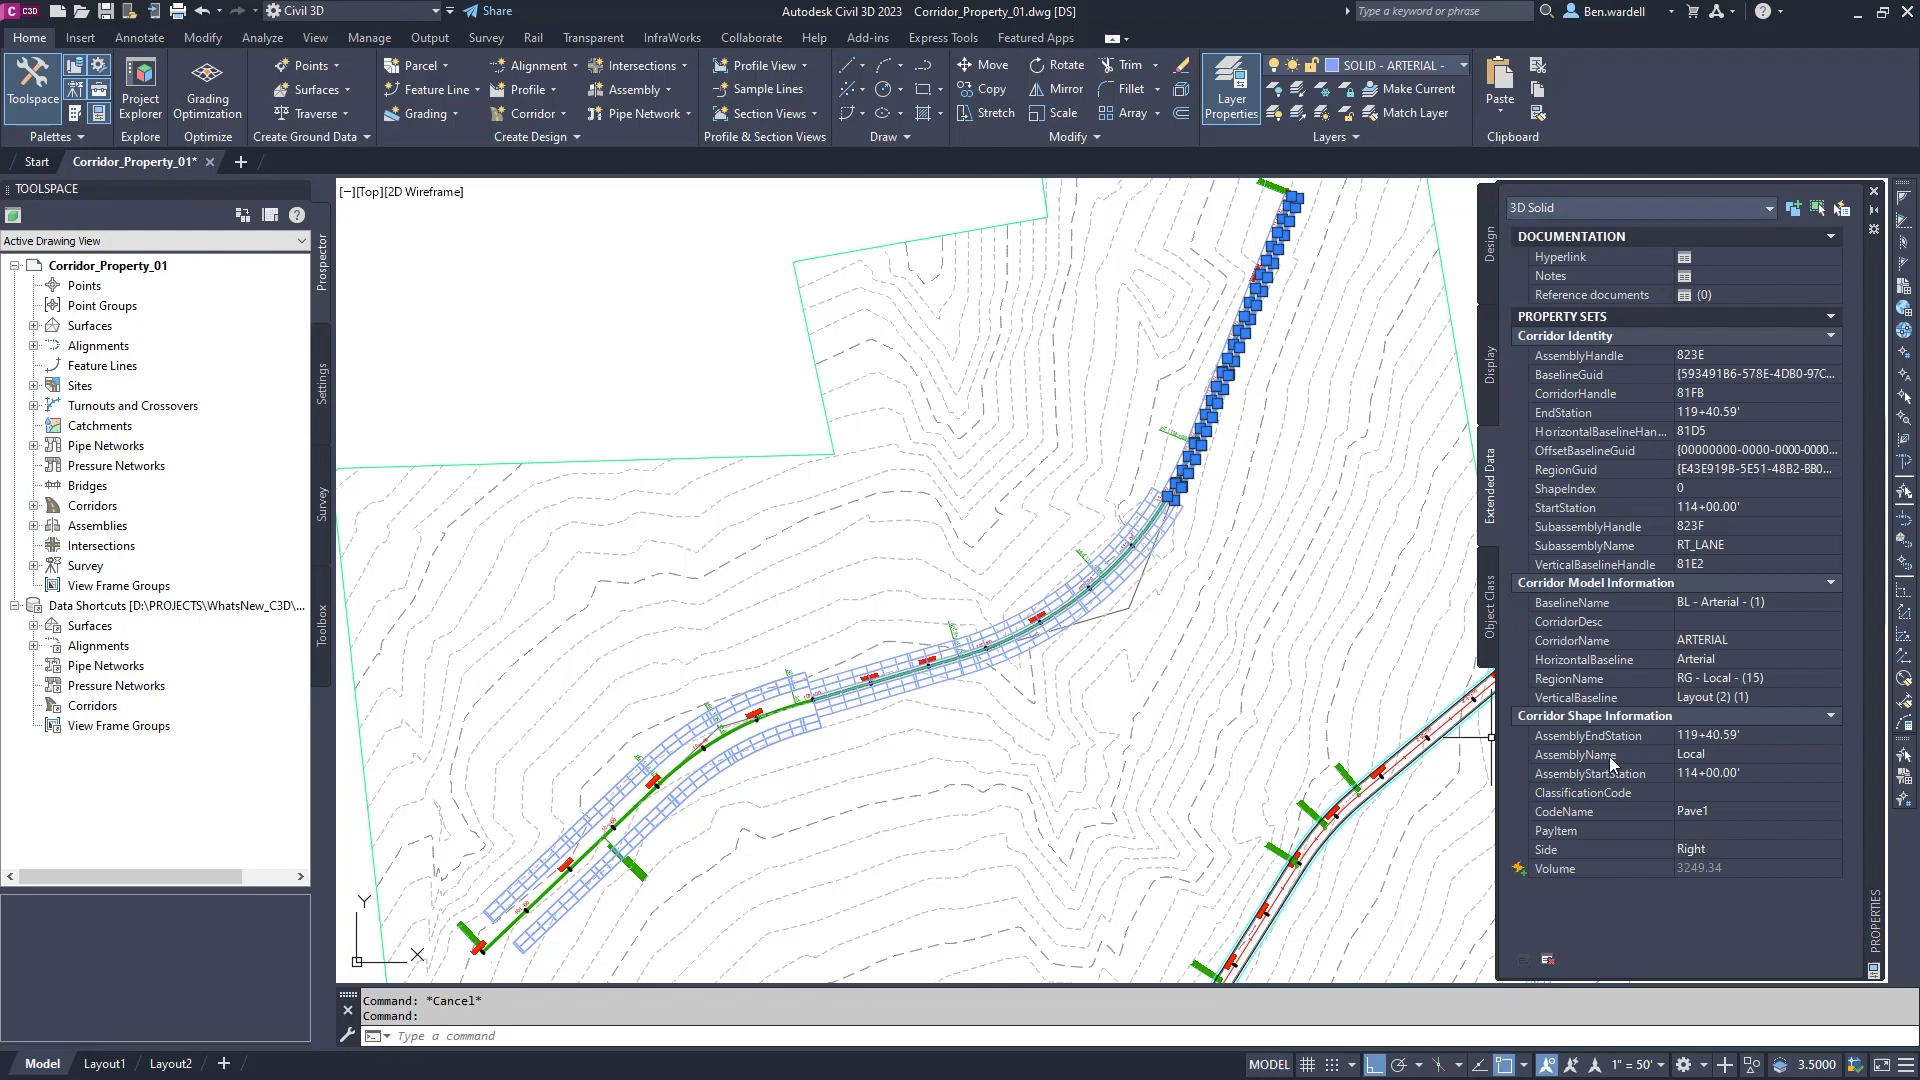 C3D
Civil 3D
Share
Autodesk Civil 3D 2023 Corridor_Property_01.dwg [DS]
Type a keyword or phrase
Ben.wardell
Home Insert Annotate Modify Analyze View Manage Output Survey Rail Transparent InfraWorks Collaborate Help Add-ins Express Tools Featured Apps
Toolspace
Palettes
Project Explorer
Explore
Grading Optimization
Optimize
Points
Surfaces
Traverse
Create Ground Data
Parcel Alignment Intersections
Feature Line Profile Assembly
Grading Corridor Pipe Network
Create Design
Profile View
Sample Lines
Section Views
Profile & Section Views
Draw
Move Rotate Trim
Copy Mirror Fillet
Stretch Scale Array
Modify
Layer Properties
SOLID - ARTERIAL -
Make Current
Match Layer
Layers
Paste
Clipboard
Start Corridor_Property_01*
TOOLSPACE
Active Drawing View
Corridor_Property_01
Points
Point Groups
Surfaces
Alignments
Feature Lines
Sites
Turnouts and Crossovers
Catchments
Pipe Networks
Pressure Networks
Bridges
Corridors
Assemblies
Intersections
Survey
View Frame Groups
Data Shortcuts [D:\PROJECTS\WhatsNew_C3D\...
Surfaces
Alignments
Pipe Networks
Pressure Networks
Corridors
View Frame Groups
Prospector
Settings
Survey
Toolbox
[−][Top][2D Wireframe]
Y
X
Design
Display
Extended Data
Object Class
3D Solid
DOCUMENTATION
Hyperlink
Notes
Reference documents (0)
PROPERTY SETS
Corridor Identity
AssemblyHandle 823E
BaselineGuid {593491B6-578E-4DB0-97C...
CorridorHandle 81FB
EndStation 119+40.59'
HorizontalBaselineHan... 81D5
OffsetBaselineGuid {00000000-0000-0000-0000...
RegionGuid {E43E919B-5E51-48B2-BB0...
ShapeIndex 0
StartStation 114+00.00'
SubassemblyHandle 823F
SubassemblyName RT_LANE
VerticalBaselineHandle 81E2
Corridor Model Information
BaselineName BL - Arterial - (1)
CorridorDesc
CorridorName ARTERIAL
HorizontalBaseline Arterial
RegionName RG - Local - (15)
VerticalBaseline Layout (2) (1)
Corridor Shape Information
AssemblyEndStation 119+40.59'
AssemblyName Local
AssemblyStartStation 114+00.00'
ClassificationCode
CodeName Pave1
PayItem
Side Right
Volume 3249.34
PROPERTIES
Command: *Cancel*
Command:
Type a command
Model Layout1 Layout2
MODEL
1" = 50'
3.5000